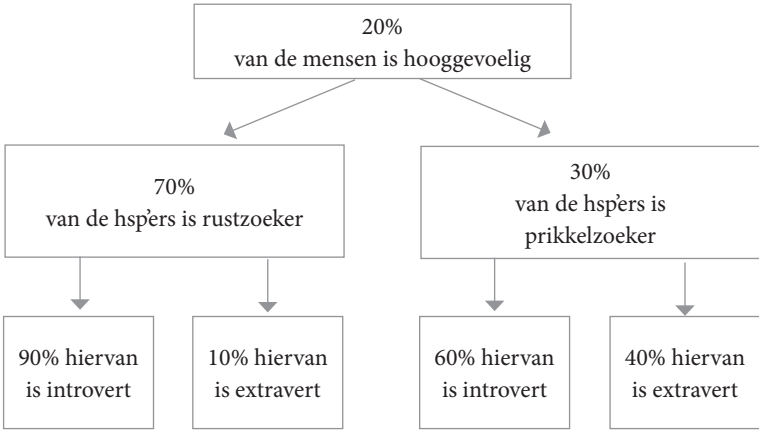 20%
van de mensen is hooggevoelig
70%
van de hsp'ers is rustzoeker
30%
van de hsp'ers is
prikkelzoeker
90% hiervan
is introvert
10% hiervan
is extravert
60% hiervan
is introvert
40% hiervan
is extravert